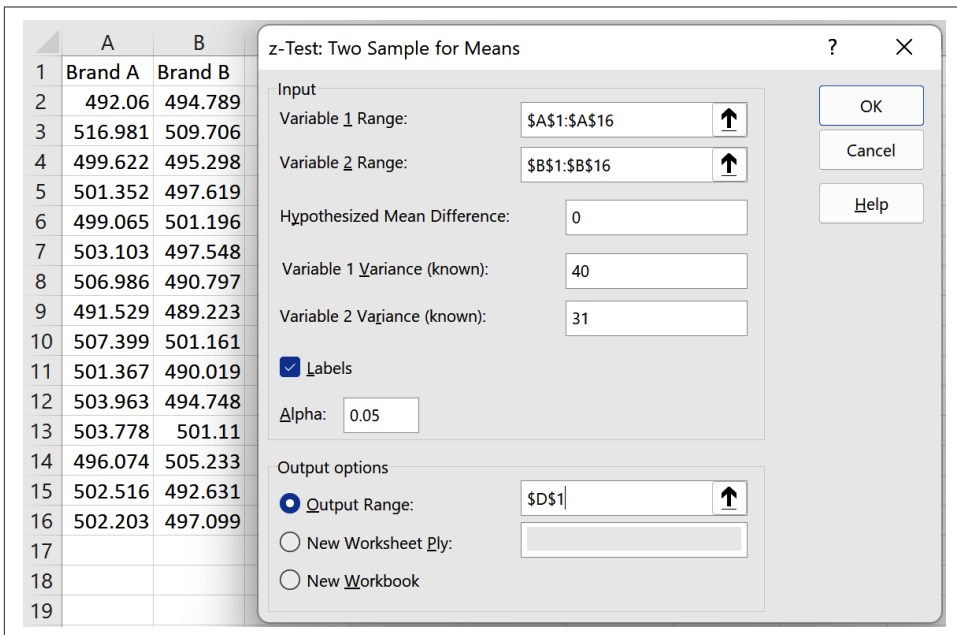 A B
1 Brand A Brand B
2 492.06 494.789
3 516.981 509.706
4 499.622 495.298
5 501.352 497.619
6 499.065 501.196
7 503.103 497.548
8 506.986 490.797
9 491.529 489.223
10 507.399 501.161
11 501.367 490.019
12 503.963 494.748
13 503.778 501.11
14 496.074 505.233
15 502.516 492.631
16 502.203 497.099
17
18
19
z-Test: Two Sample for Means ? ×
Input
Variable 1 Range: $A$1:$A$16
Variable 2 Range: $B$1:$B$16
Hypothesized Mean Difference: 0
Variable 1 Variance (known): 40
Variable 2 Variance (known): 31
Labels
Alpha: 0.05
OK
Cancel
Help
Output options
Output Range: $D$1
New Worksheet Ply:
New Workbook